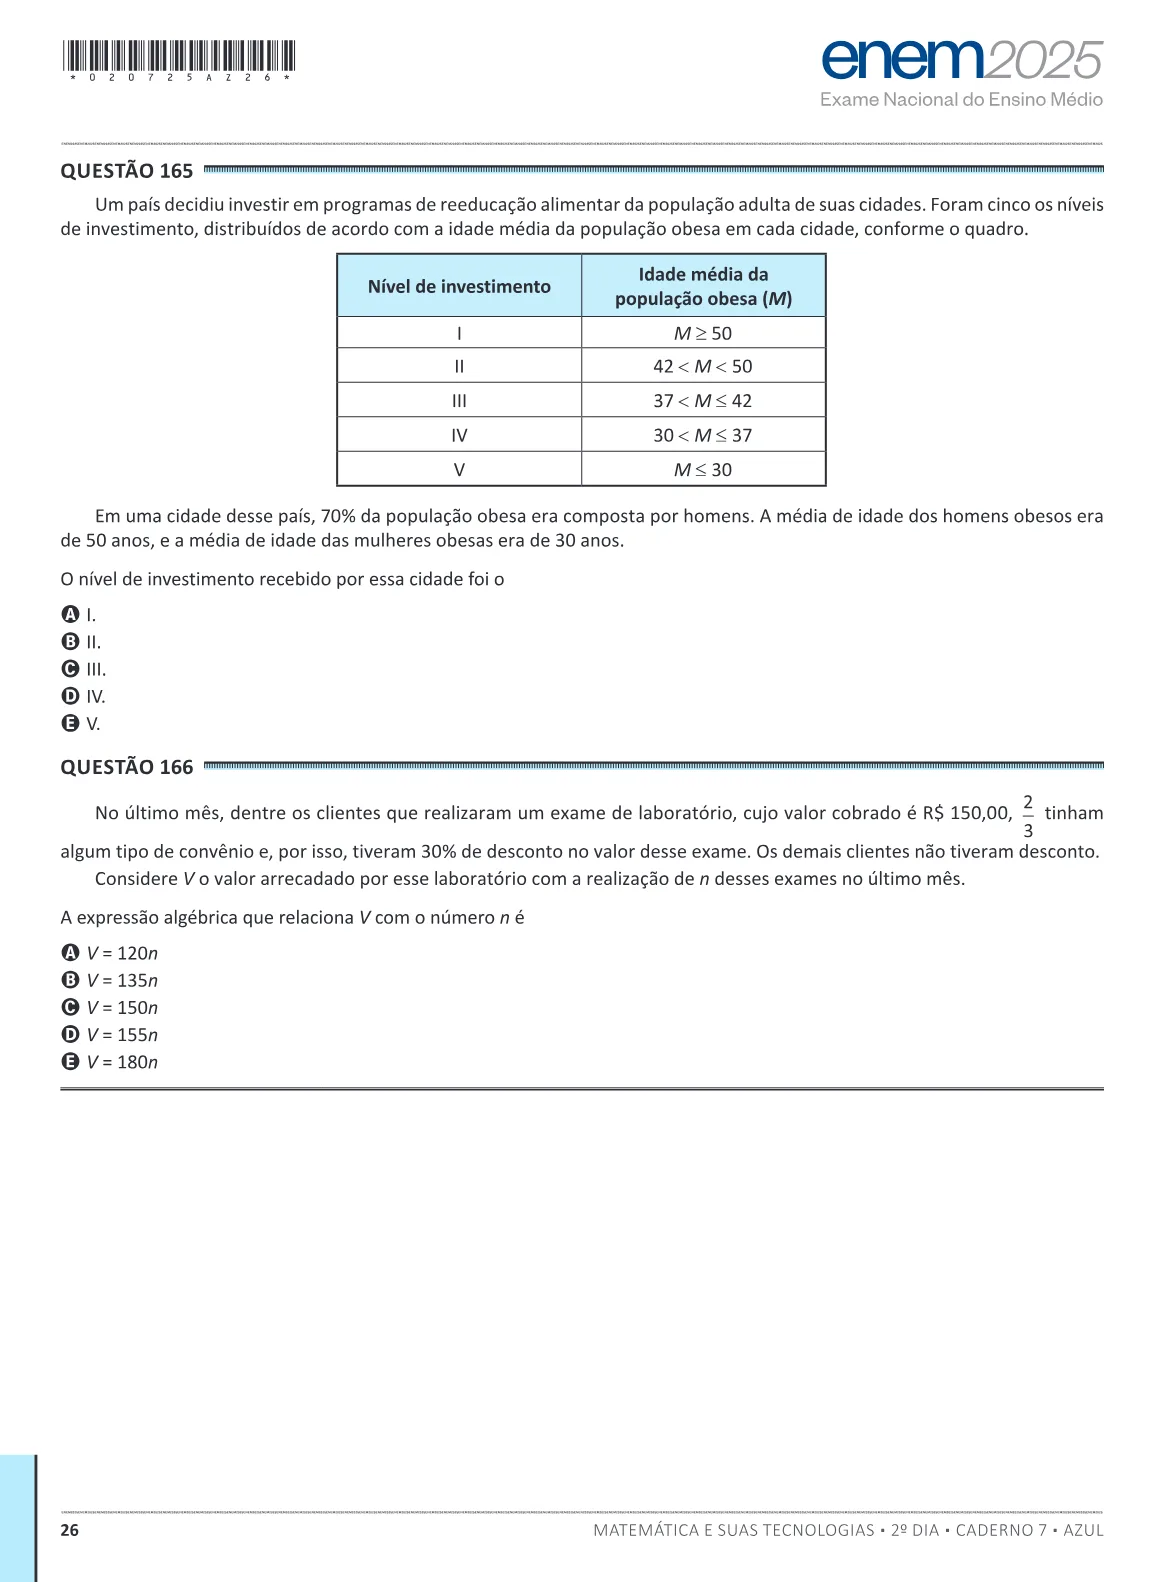 *020725AZ26*
enem2025
Exame Nacional do Ensino Médio
QUESTÃO 165
Um país decidiu investir em programas de reeducação alimentar da população adulta de suas cidades. Foram cinco os níveis
de investimento, distribuídos de acordo com a idade média da população obesa em cada cidade, conforme o quadro.
Nível de investimento
Idade média da
população obesa (M)
I
M ≥ 50
II
42 < M < 50
III
37 < M ≤ 42
IV
30 < M ≤ 37
V
M ≤ 30
Em uma cidade desse país, 70% da população obesa era composta por homens. A média de idade dos homens obesos era
de 50 anos, e a média de idade das mulheres obesas era de 30 anos.
O nível de investimento recebido por essa cidade foi o
A I.
B II.
C III.
D IV.
E V.
QUESTÃO 166
No último mês, dentre os clientes que realizaram um exame de laboratório, cujo valor cobrado é R$ 150,00, 2/3 tinham
algum tipo de convênio e, por isso, tiveram 30% de desconto no valor desse exame. Os demais clientes não tiveram desconto.
Considere V o valor arrecadado por esse laboratório com a realização de n desses exames no último mês.
A expressão algébrica que relaciona V com o número n é
A V = 120n
B V = 135n
C V = 150n
D V = 155n
E V = 180n
26
MATEMÁTICA E SUAS TECNOLOGIAS • 2º DIA • CADERNO 7 • AZUL